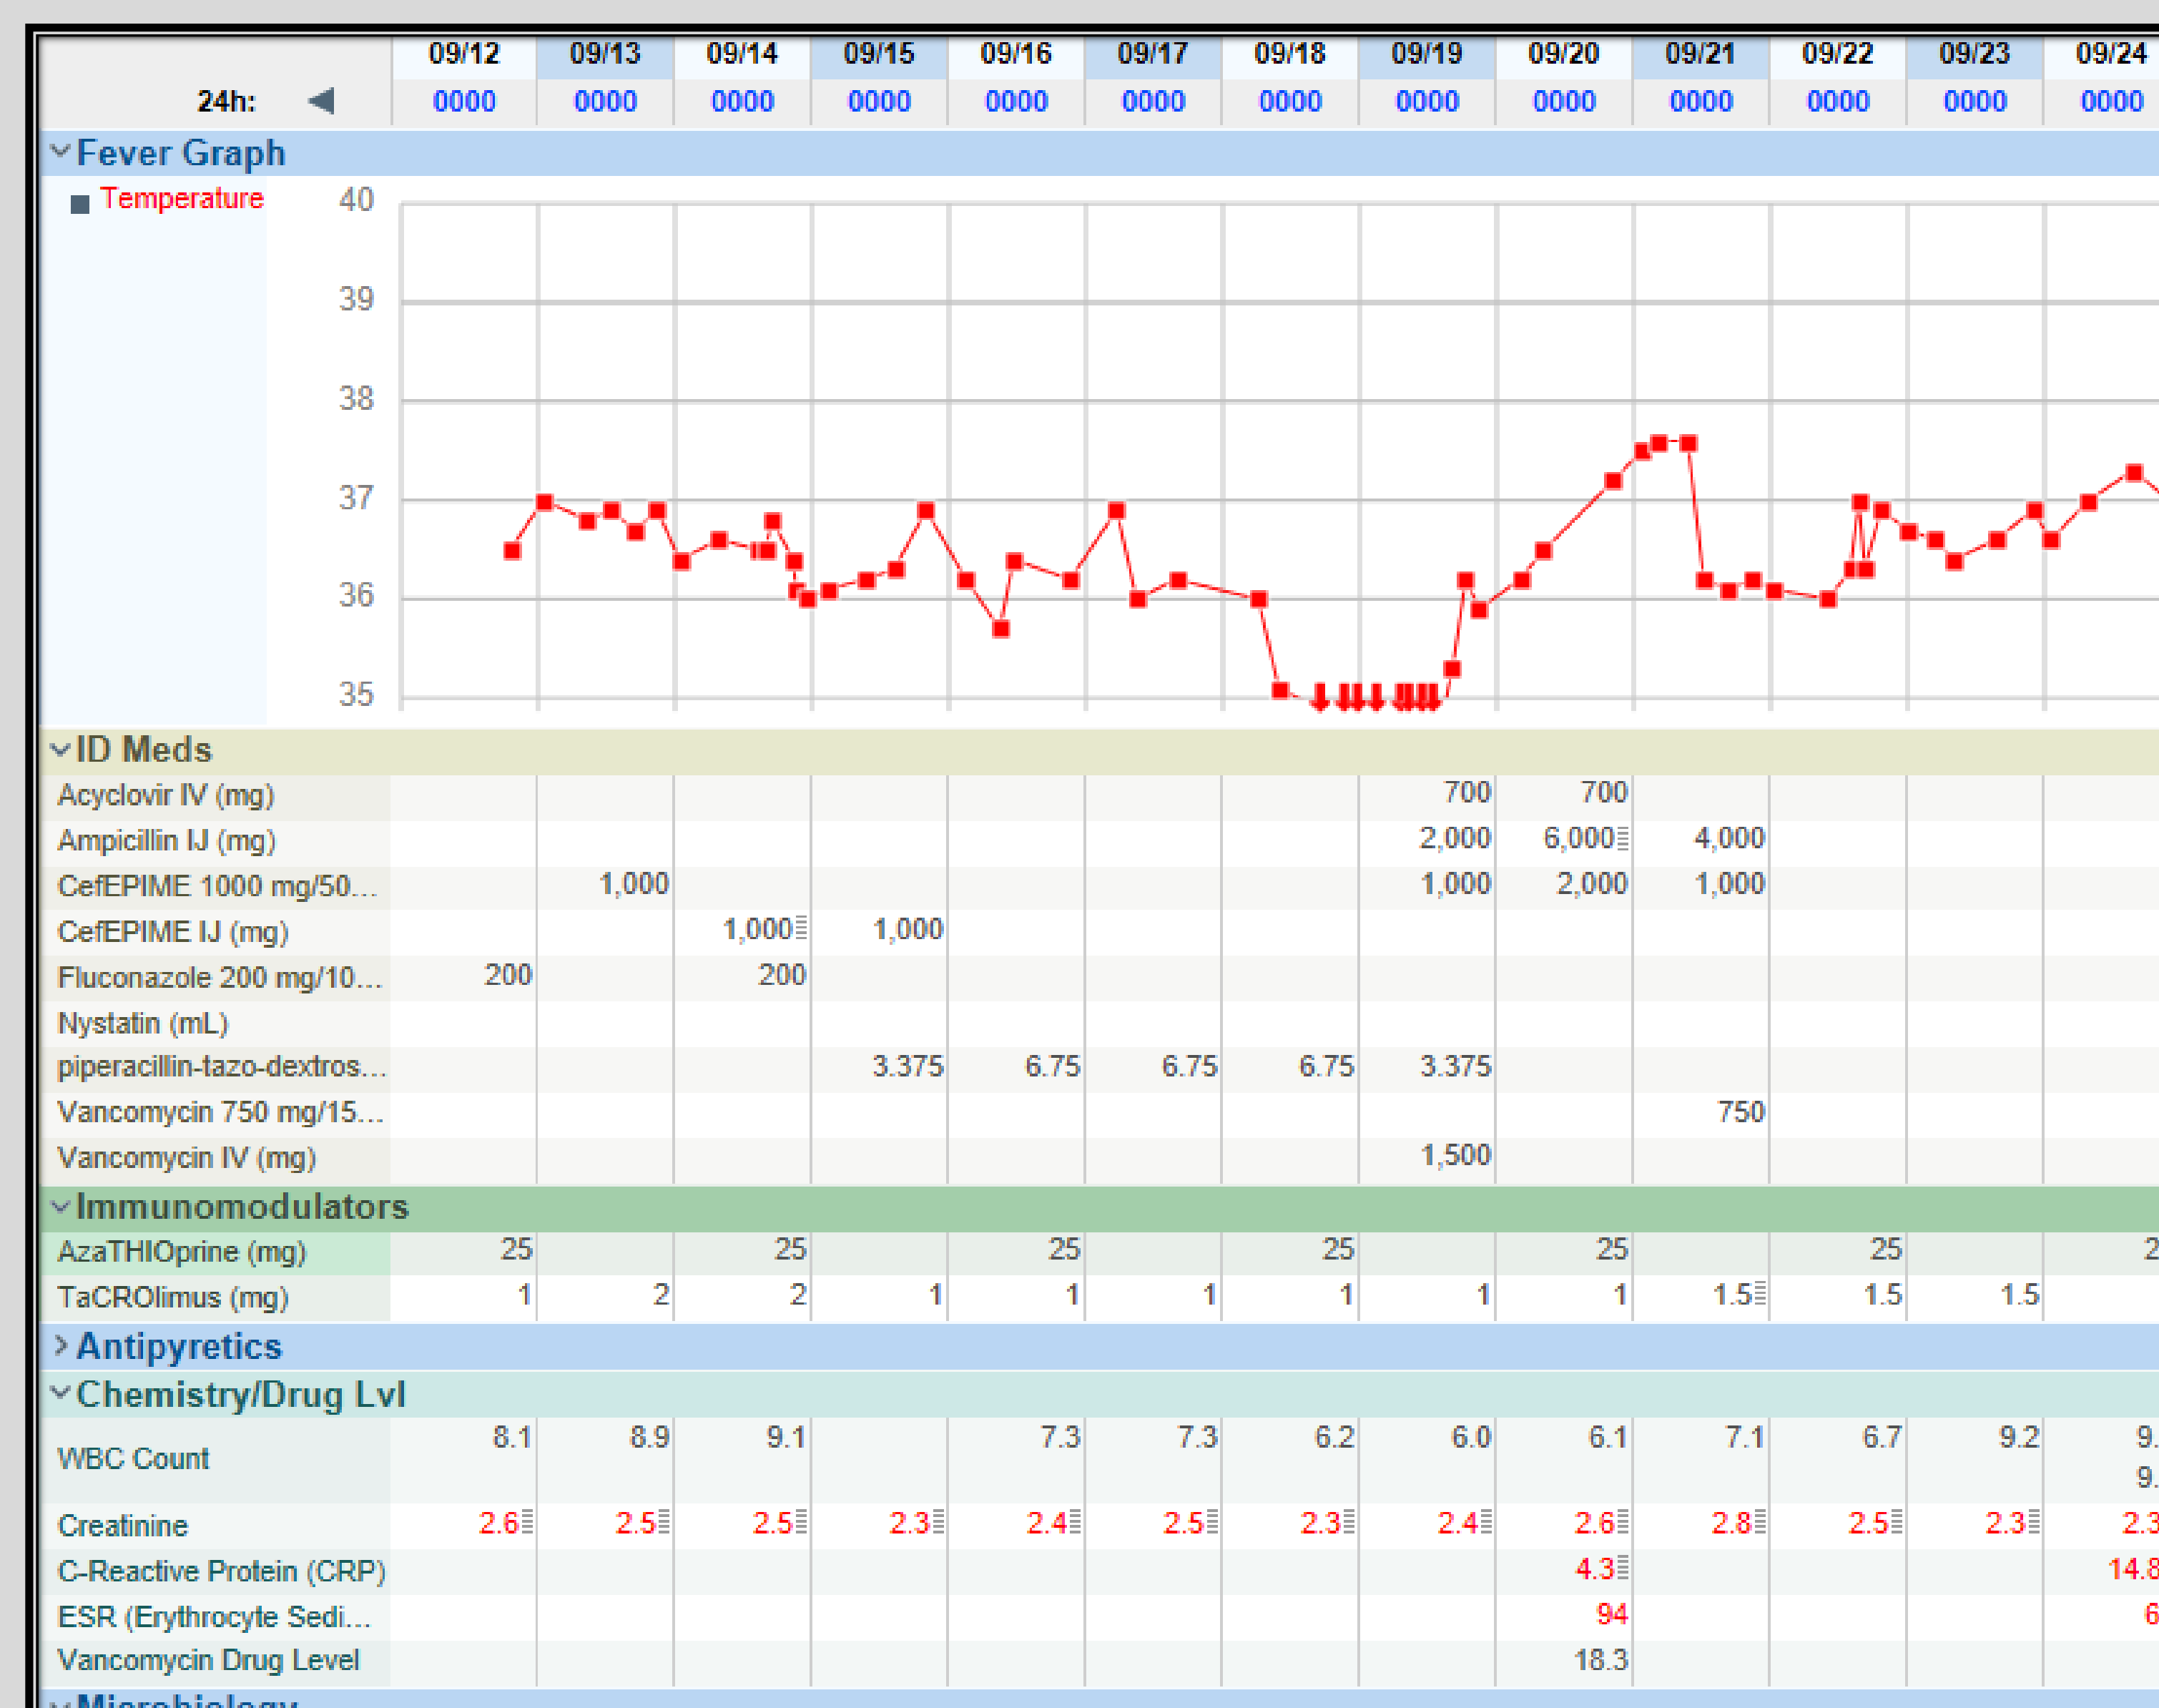 09/12 09/13 09/14 09/15 09/16 09/17 09/18 09/19 09/20 09/21 09/22 09/23 09/24
24h: 0000 0000 0000 0000 0000 0000 0000 0000 0000 0000 0000 0000 0000
Fever Graph
Temperature 40
39
38
37
36
35
ID Meds
Acyclovir IV (mg) 700 700
Ampicillin IJ (mg) 2,000 6,000 4,000
CefEPIME 1000 mg/50... 1,000 1,000 2,000 1,000
CefEPIME IJ (mg) 1,000 1,000
Fluconazole 200 mg/10... 200 200
Nystatin (mL)
piperacillin-tazo-dextros... 3.375 6.75 6.75 6.75 3.375
Vancomycin 750 mg/15... 750
Vancomycin IV (mg) 1,500
Immunomodulators
AzaTHIOprine (mg) 25 25 25 25 25 25 2
TaCROlimus (mg) 1 2 2 1 1 1 1 1 1 1.5 1.5 1.5
Antipyretics
Chemistry/Drug Lvl
WBC Count 8.1 8.9 9.1 7.3 7.3 6.2 6.0 6.1 7.1 6.7 9.2 9.
9.
Creatinine 2.6 2.5 2.5 2.3 2.4 2.5 2.3 2.4 2.6 2.8 2.5 2.3 2.3
C-Reactive Protein (CRP) 4.3 14.8
ESR (Erythrocyte Sedi... 94 6
Vancomycin Drug Level 18.3
Microbiology